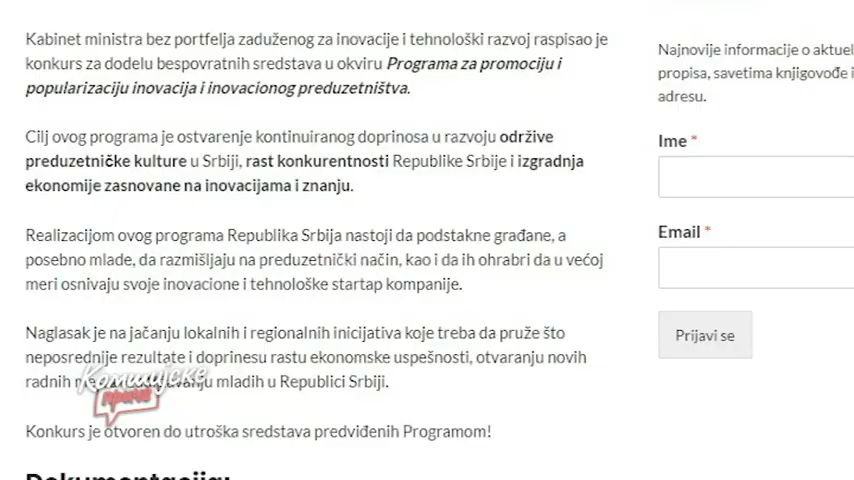 Kabinet ministra bez portfelja zaduženog za inovacije i tehnološki razvoj raspisao je
konkurs za dodelu bespovratnih sredstava u okviru Programa za promociju i
popularizaciju inovacija i inovacionog preduzetništva.
Cilj ovog programa je ostvarenje kontinuiranog doprinosa u razvoju održive
preduzetničke kulture u Srbiji, rast konkurentnosti Republike Srbije i izgradnja
ekonomije zasnovane na inovacijama i znanju.
Realizacijom ovog programa Republika Srbija nastoji da podstakne građane, a
posebno mlade, da razmišljaju na preduzetnički način, kao i da ih ohrabri da u većoj
meri osnivaju svoje inovacione i tehnološke startap kompanije.
Naglasak je na jačanju lokalnih i regionalnih inicijativa koje treba da pruže što
neposrednije rezultate i doprinesu rastu ekonomske uspešnosti, otvaranju novih
radnih mladih u Republici Srbiji.
Комшијске
приче
Konkurs je otvoren do utroška sredstava predviđenih Programom!
Dokumentacija:
Najnovije informacije o aktuel
propisa, savetima knjigovođe i
adresu.
Ime *
Email *
Prijavi se